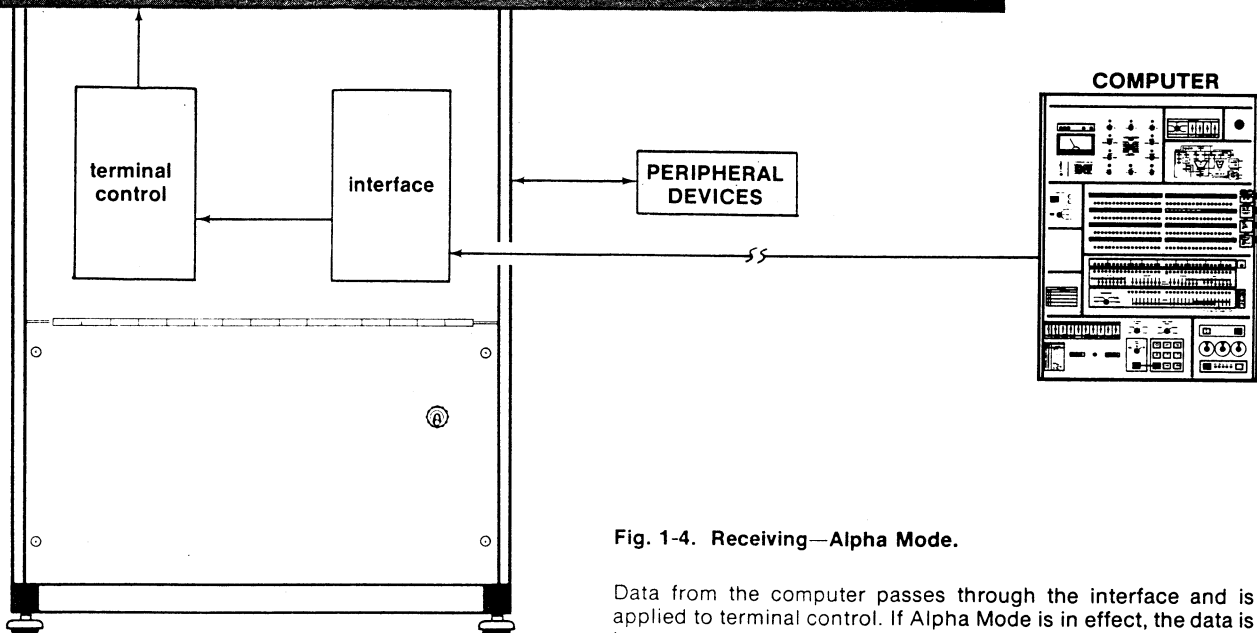 COMPUTER
terminal
control
interface
PERIPHERAL
DEVICES
Fig. 1-4. Receiving—Alpha Mode.
Data from the computer passes through the interface and is
applied to terminal control. If Alpha Mode is in effect, the data is